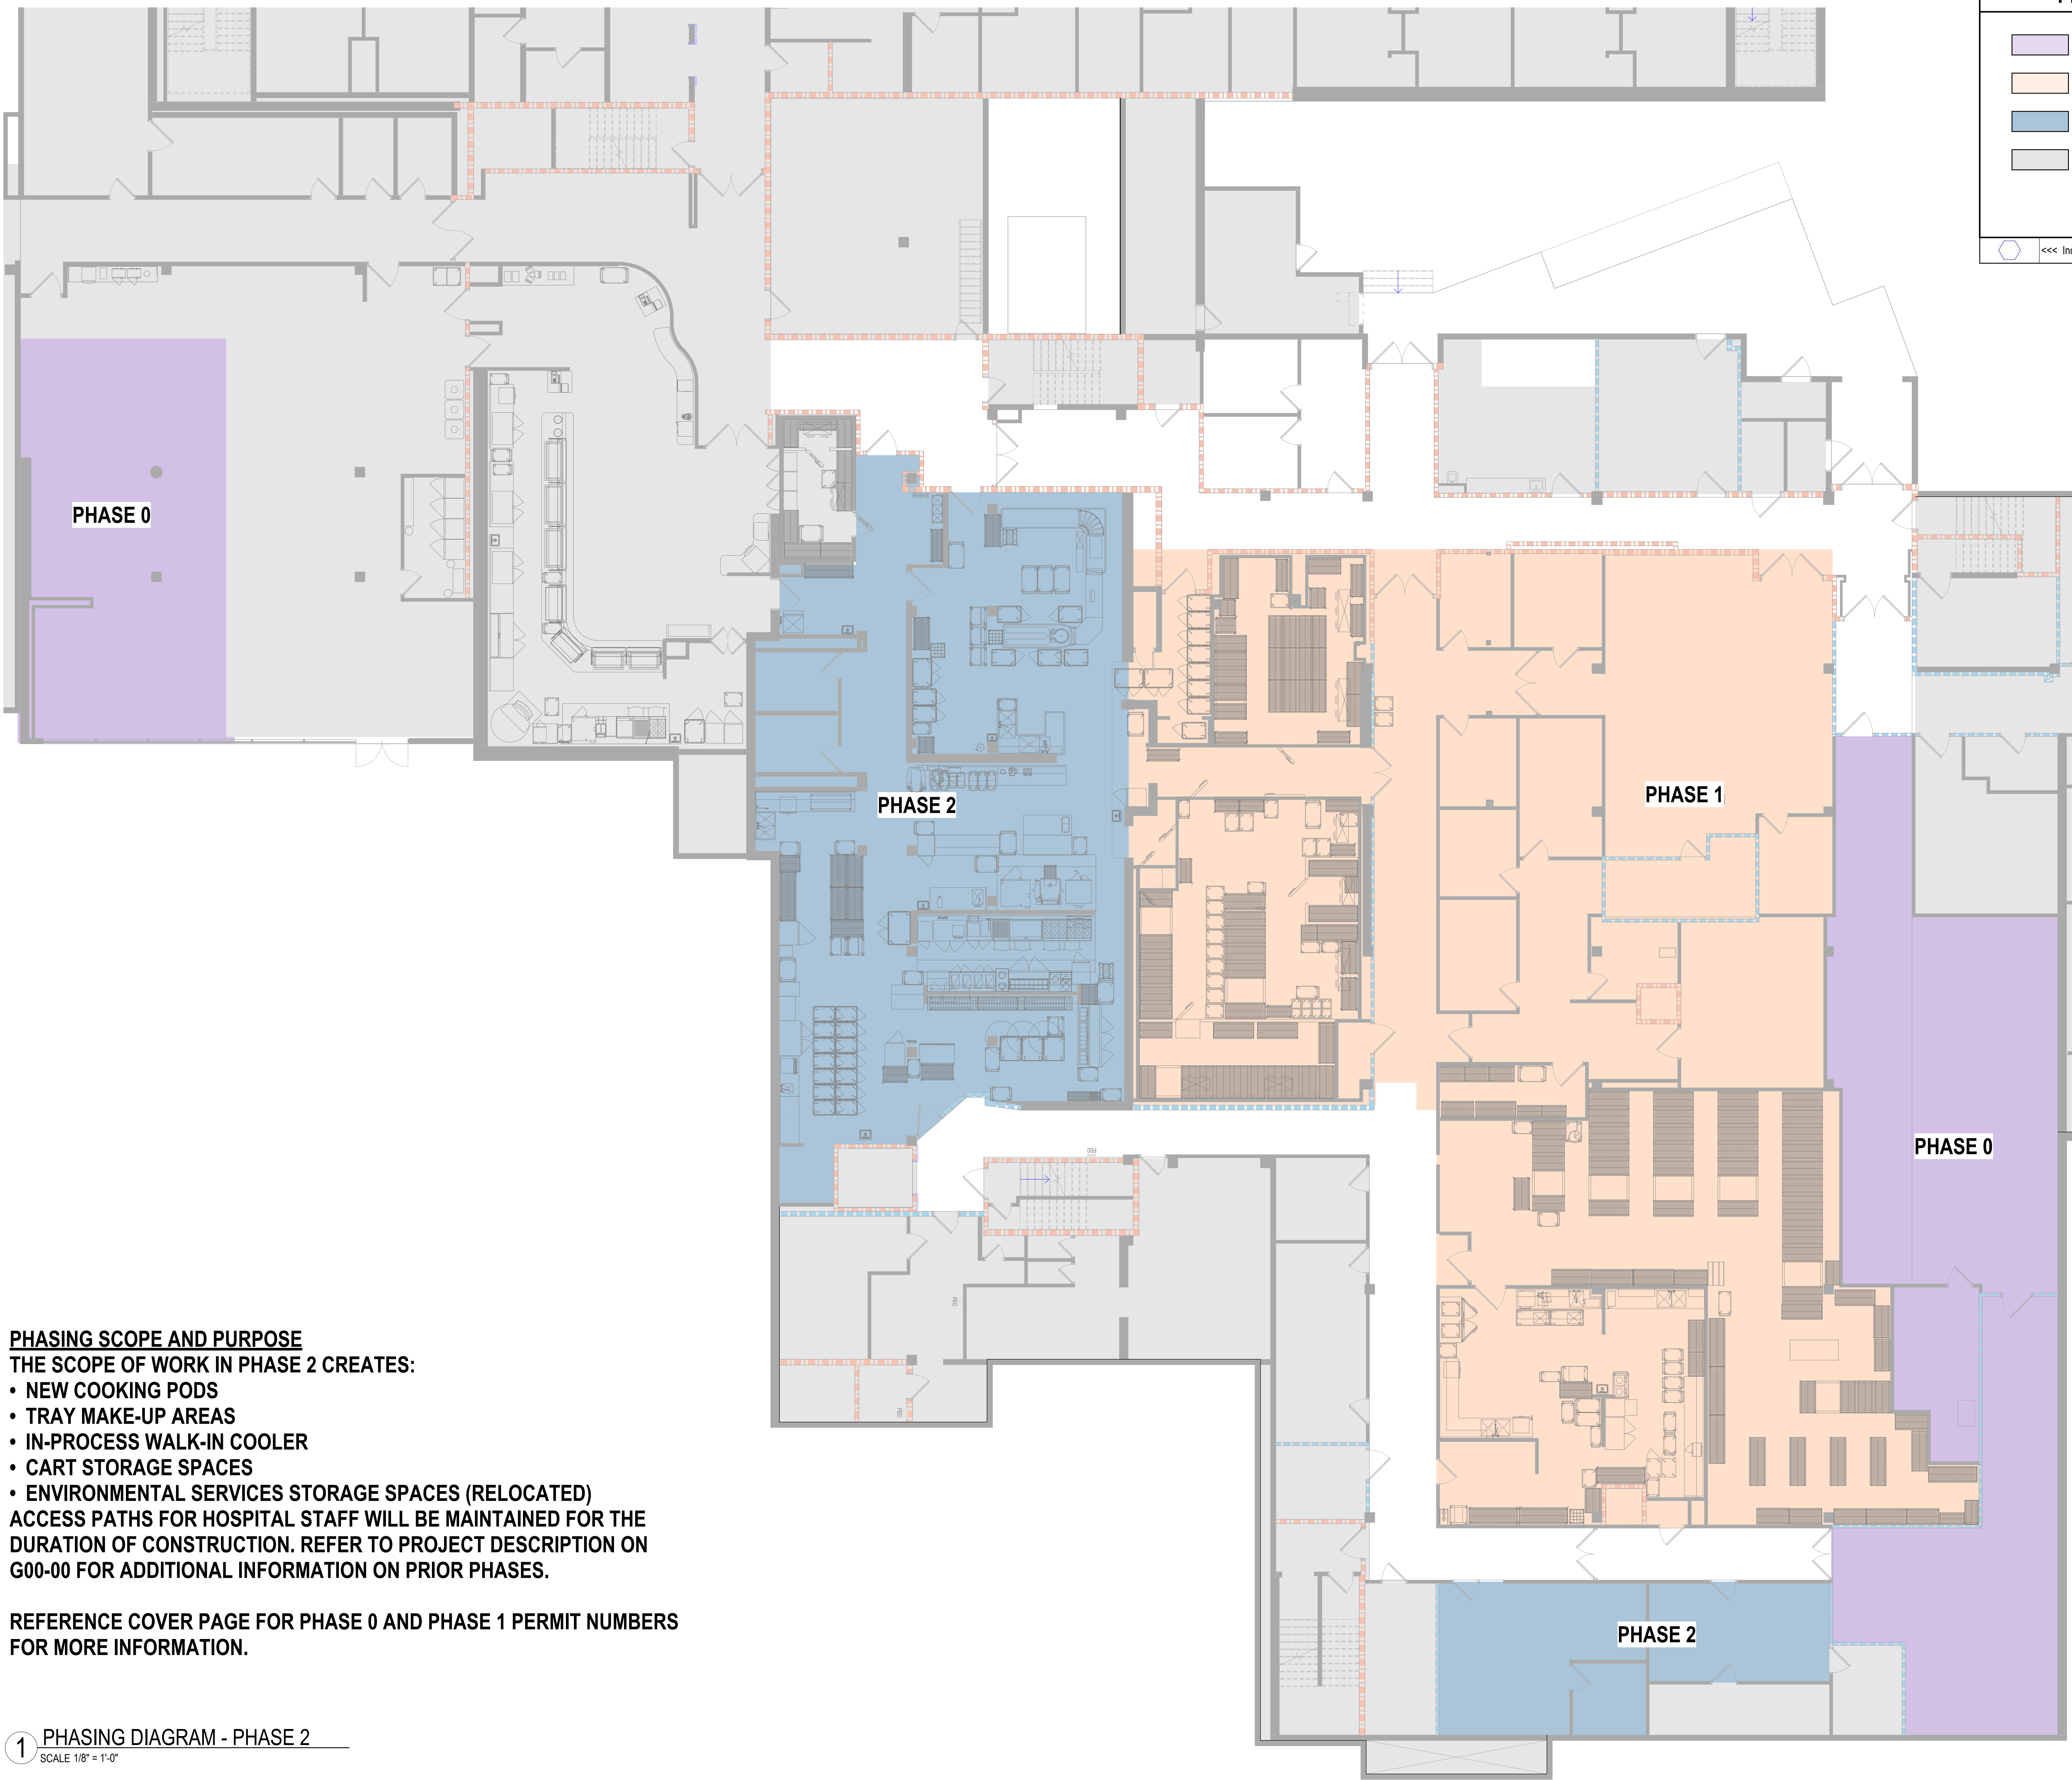 <<<
PHASE 0
PHASE 2
PHASE 1
PHASE 0
FEC
FEC
FEC
PHASE 2
PHASING SCOPE AND PURPOSE
THE SCOPE OF WORK IN PHASE 2 CREATES:
• NEW COOKING PODS
• TRAY MAKE-UP AREAS
• IN-PROCESS WALK-IN COOLER
• CART STORAGE SPACES
• ENVIRONMENTAL SERVICES STORAGE SPACES (RELOCATED)
ACCESS PATHS FOR HOSPITAL STAFF WILL BE MAINTAINED FOR THE
DURATION OF CONSTRUCTION. REFER TO PROJECT DESCRIPTION ON
G00-00 FOR ADDITIONAL INFORMATION ON PRIOR PHASES.
REFERENCE COVER PAGE FOR PHASE 0 AND PHASE 1 PERMIT NUMBERS
FOR MORE INFORMATION.
1 PHASING DIAGRAM - PHASE 2
SCALE 1/8" = 1'-0"